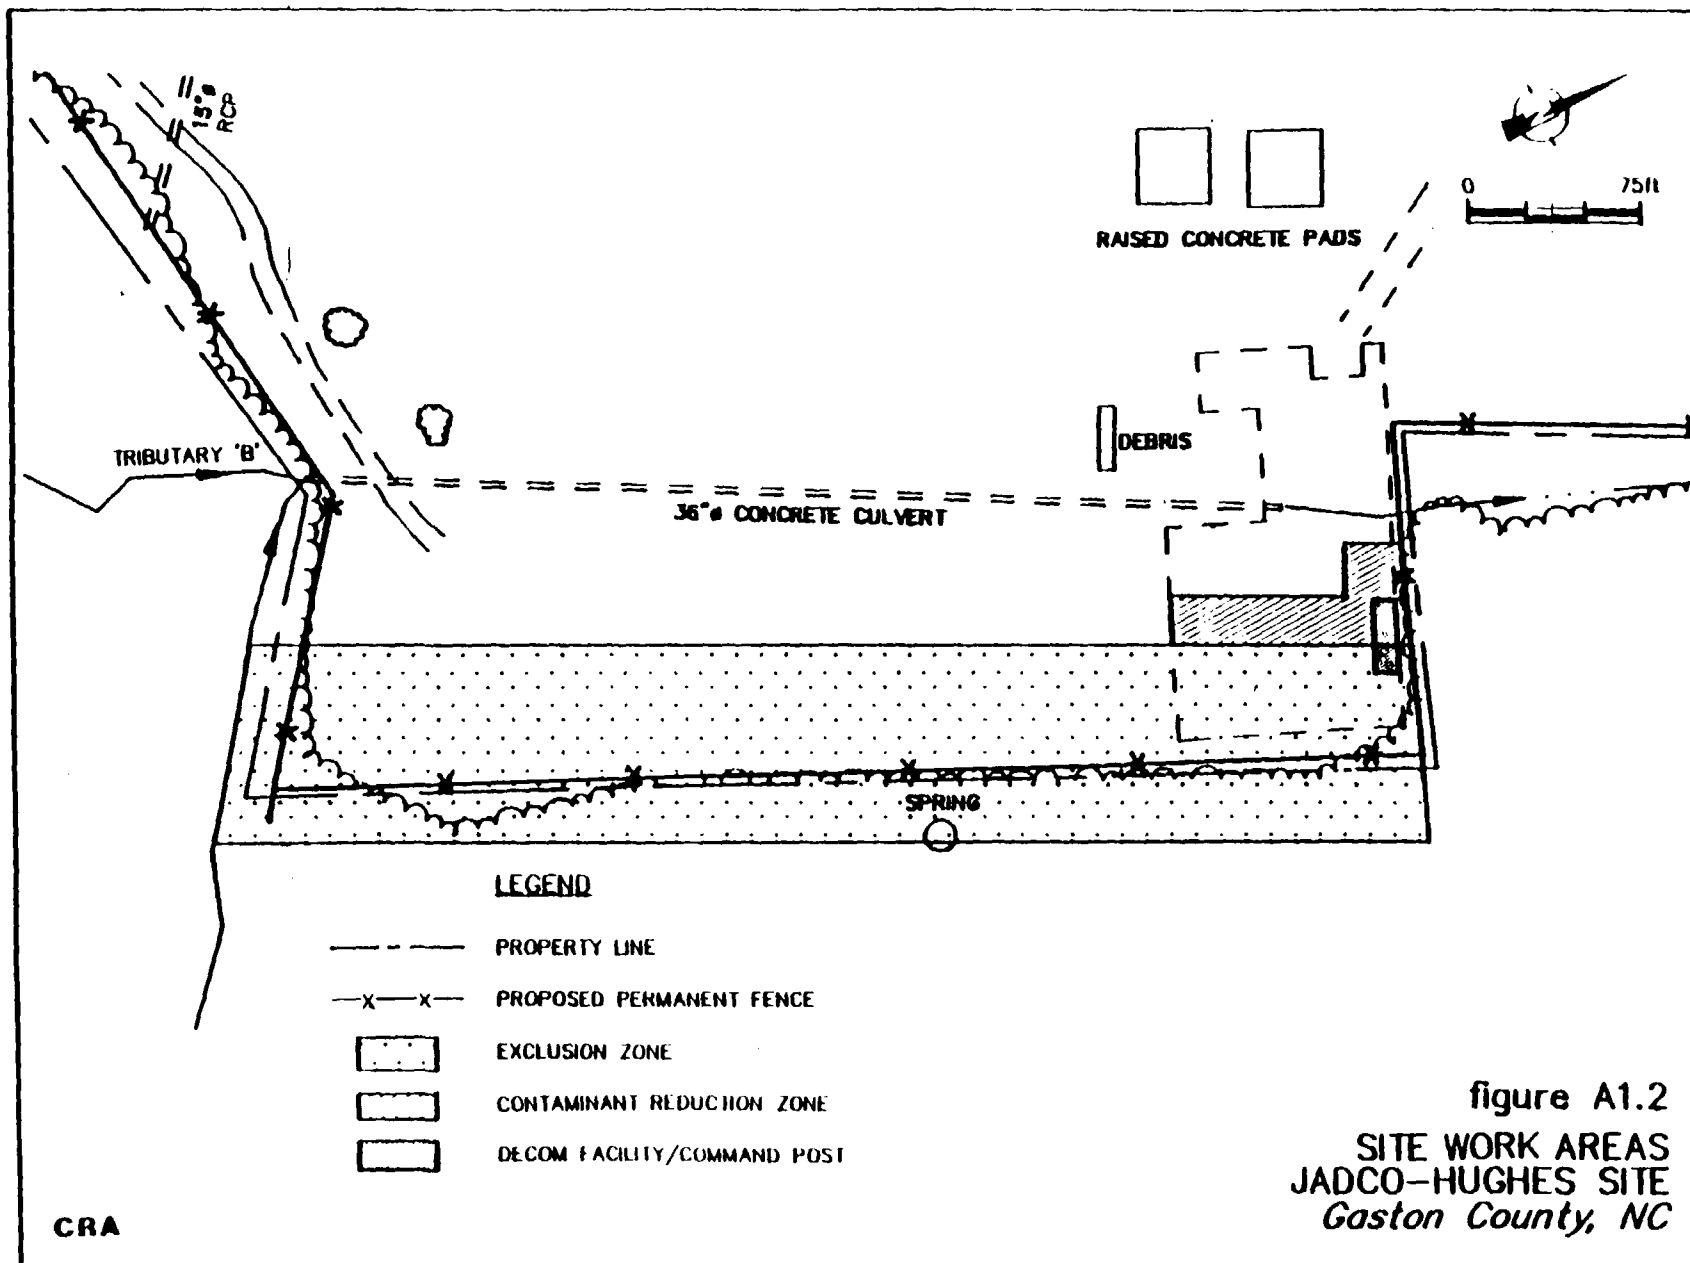 15"ø
RCP
0 75ft
RAISED CONCRETE PADS
DEBRIS
TRIBUTARY 'B'
36"ø CONCRETE CULVERT
SPRING
LEGEND
PROPERTY LINE
X X PROPOSED PERMANENT FENCE
EXCLUSION ZONE
CONTAMINANT REDUCTION ZONE
DECOM FACILITY/COMMAND POST
figure A1.2
SITE WORK AREAS
JADCO-HUGHES SITE
Gaston County, NC
CRA